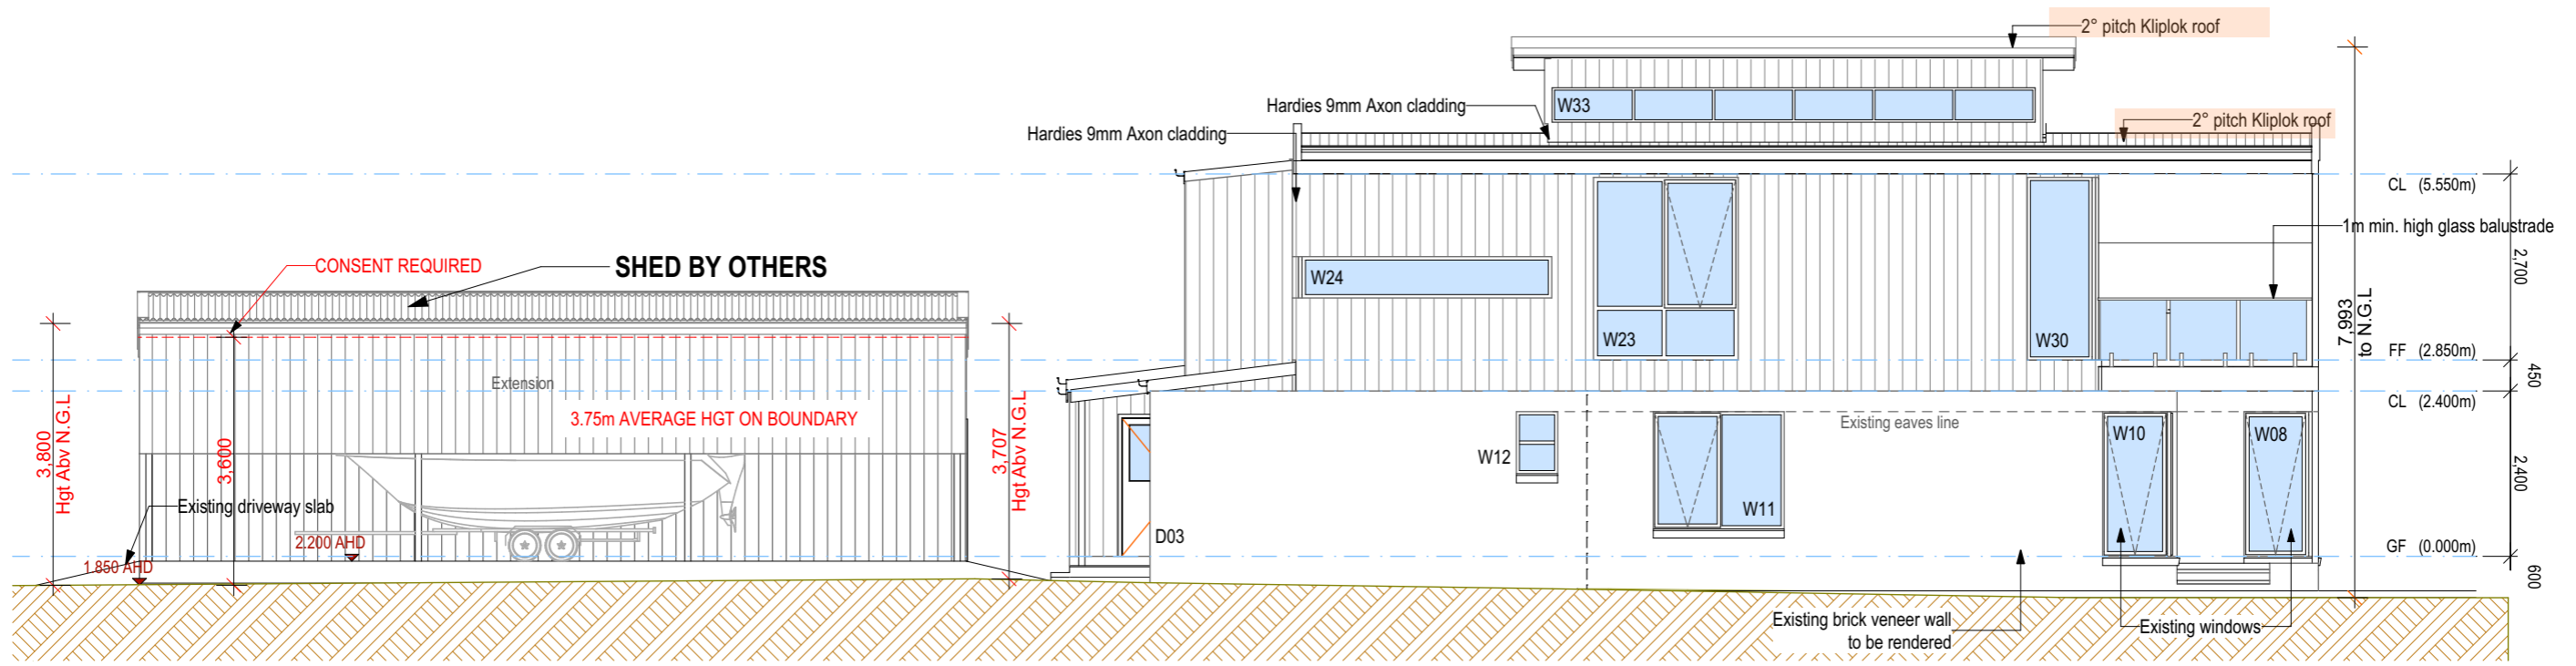 2° pitch Kliplok roof
Hardies 9mm Axon cladding
W33
Hardies 9mm Axon cladding
2° pitch Kliplok roof
CL (5.550m)
1m min. high glass balustrade
CONSENT REQUIRED
SHED BY OTHERS
W24
2,700
7,993
to N.G.L
W23
W30
FF (2.850m)
Extension
450
CL (2.400m)
3.75m AVERAGE HGT ON BOUNDARY
Existing eaves line
3,800
Hgt Abv N.G.L
3,600
3,707
Hgt Abv N.G.L
W12
W10
W08
2,400
Existing driveway slab
W11
2.200 AHD
D03
GF (0.000m)
1.850 AHD
600
Existing brick veneer wall
to be rendered
Existing windows